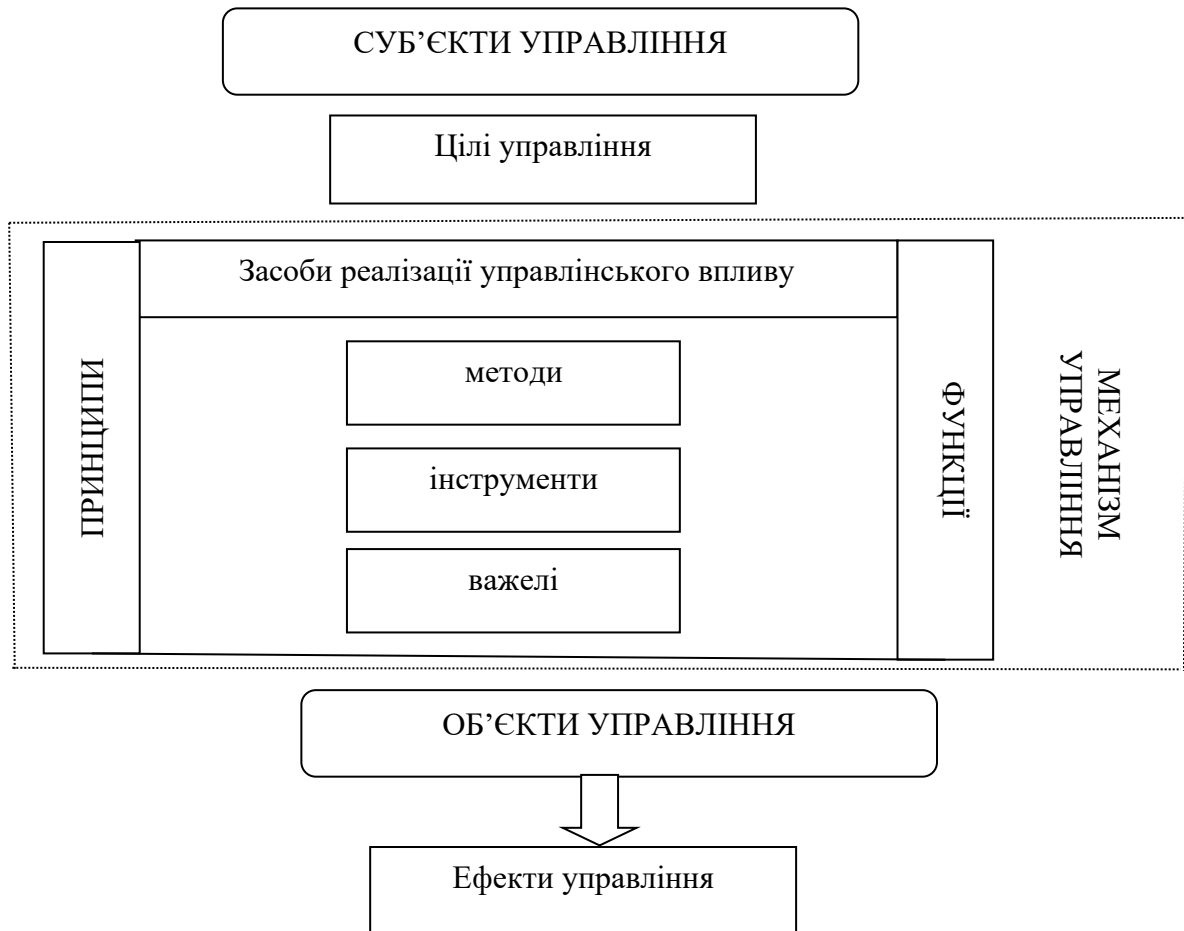 СУБ’ЄКТИ УПРАВЛІННЯ
Цілі управління
Засоби реалізації управлінського впливу
ПРИНЦИПИ
методи
інструменти
важелі
ФУНКЦІЇ
МЕХАНІЗМ
УПРАВЛІННЯ
ОБ’ЄКТИ УПРАВЛІННЯ
Ефекти управління